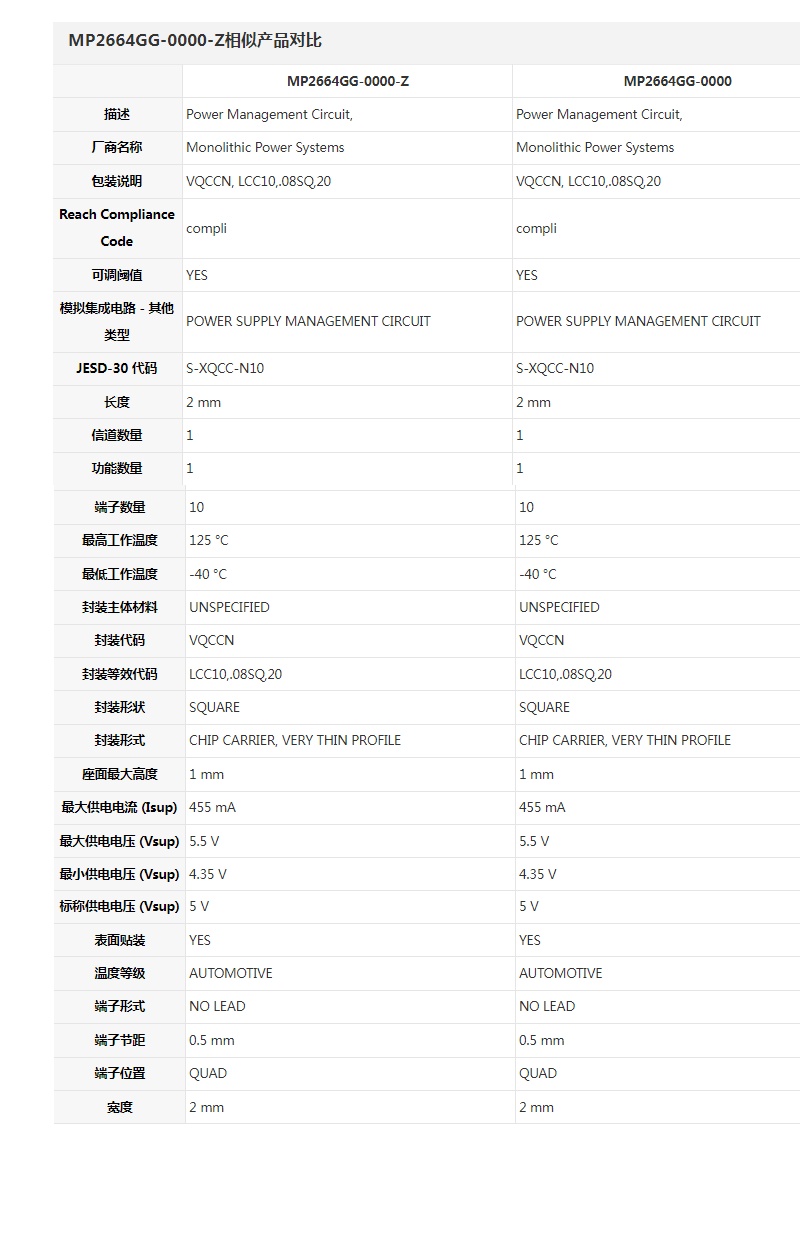 MP2664GG-0000-Z相似产品对比
MP2664GG-0000-Z MP2664GG-0000
描述 Power Management Circuit, Power Management Circuit,
厂商名称 Monolithic Power Systems Monolithic Power Systems
包装说明 VQCCN, LCC10,.08SQ,20 VQCCN, LCC10,.08SQ,20
Reach Compliance
Code
compli compli
可调阈值 YES YES
模拟集成电路 - 其他
类型
POWER SUPPLY MANAGEMENT CIRCUIT POWER SUPPLY MANAGEMENT CIRCUIT
JESD-30 代码 S-XQCC-N10 S-XQCC-N10
长度 2 mm 2 mm
信道数量 1 1
功能数量 1 1
端子数量 10 10
最高工作温度 125 °C 125 °C
最低工作温度 -40 °C -40 °C
封装主体材料 UNSPECIFIED UNSPECIFIED
封装代码 VQCCN VQCCN
封装等效代码 LCC10,.08SQ,20 LCC10,.08SQ,20
封装形状 SQUARE SQUARE
封装形式 CHIP CARRIER, VERY THIN PROFILE CHIP CARRIER, VERY THIN PROFILE
座面最大高度 1 mm 1 mm
最大供电电流 (Isup) 455 mA 455 mA
最大供电电压 (Vsup) 5.5 V 5.5 V
最小供电电压 (Vsup) 4.35 V 4.35 V
标称供电电压 (Vsup) 5 V 5 V
表面贴装 YES YES
温度等级 AUTOMOTIVE AUTOMOTIVE
端子形式 NO LEAD NO LEAD
端子节距 0.5 mm 0.5 mm
端子位置 QUAD QUAD
宽度 2 mm 2 mm